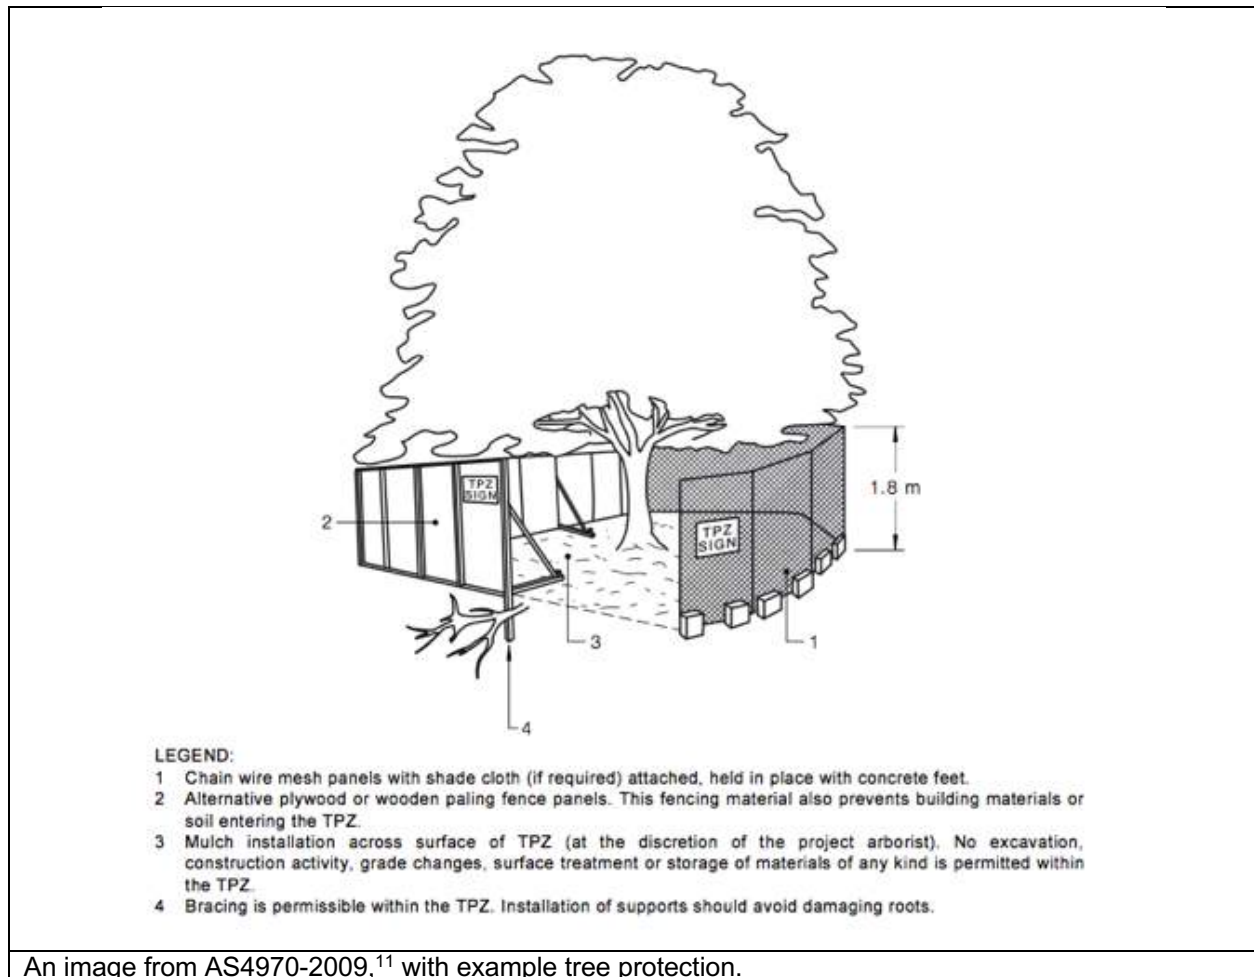 TPZ
SIGN
1.8 m
2
TPZ
SIGN
3
1
4
LEGEND:
1 Chain wire mesh panels with shade cloth (if required) attached, held in place with concrete feet.
2 Alternative plywood or wooden paling fence panels. This fencing material also prevents building materials or
soil entering the TPZ.
3 Mulch installation across surface of TPZ (at the discretion of the project arborist). No excavation,
construction activity, grade changes, surface treatment or storage of materials of any kind is permitted within
the TPZ.
4 Bracing is permissible within the TPZ. Installation of supports should avoid damaging roots.
An image from AS4970-2009,¹¹ with example tree protection.